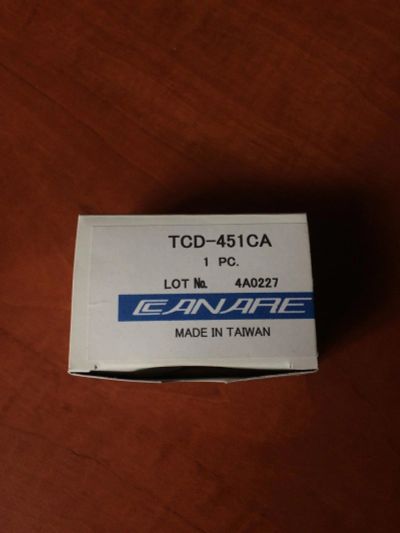 TCD-451CA
1 PC.
LOT №. 4A0227
CANARE
MADE IN TAIWAN